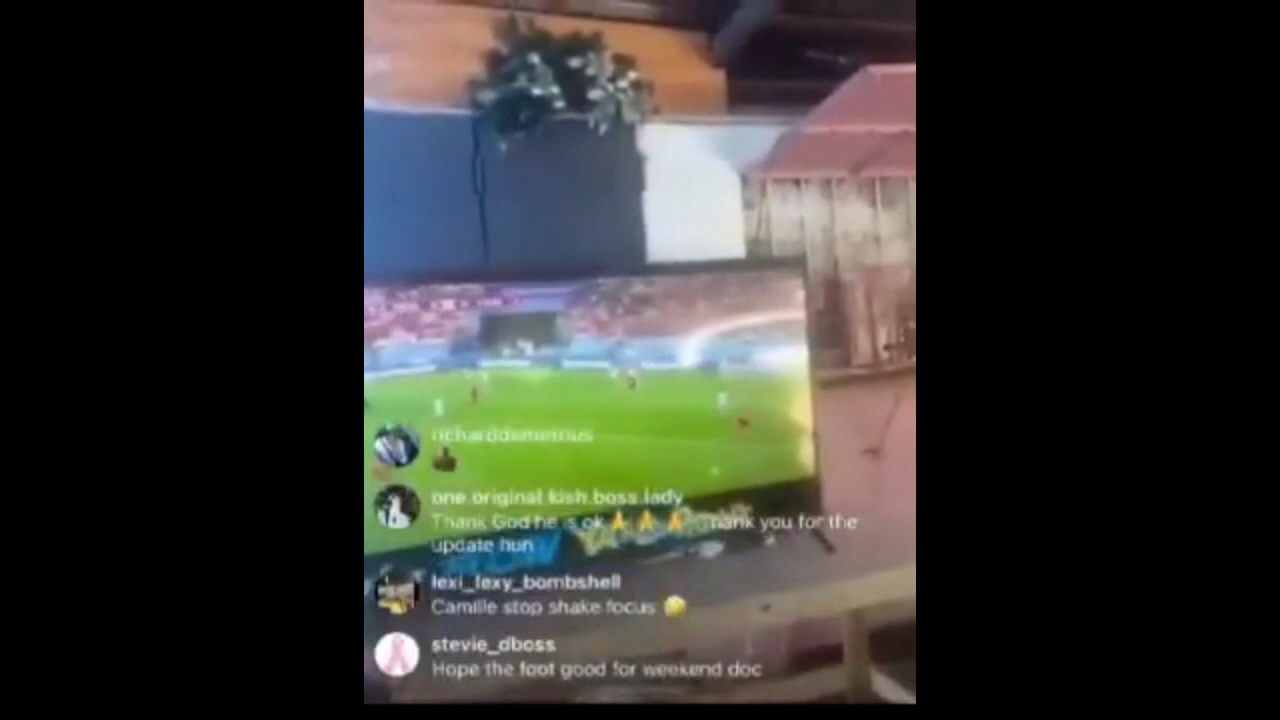 richarddemetrius
one.original.kish.boss.lady
Thank God he is ok 🙏 🙏 🙏 Thank you for the
update hun
lexi_lexy_bombshell
Camille stop shake focus 🤣
stevie_dboss
Hope the foot good for weekend doc